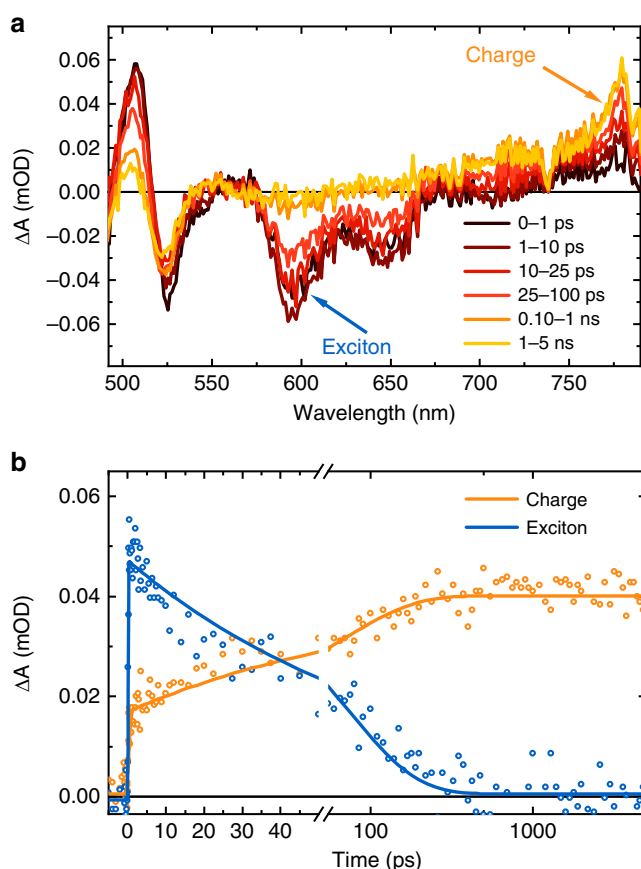 a
0.06
0.04
0.02
0.00
−0.02
−0.04
−0.06
ΔA (mOD)
Charge
Exciton
0–1 ps
1–10 ps
10–25 ps
25–100 ps
0.10–1 ns
1–5 ns
500 550 600 650 700 750
Wavelength (nm)
b
0.06
0.04
0.02
0.00
ΔA (mOD)
Charge
Exciton
0 10 20 30 40 100 1000
Time (ps)